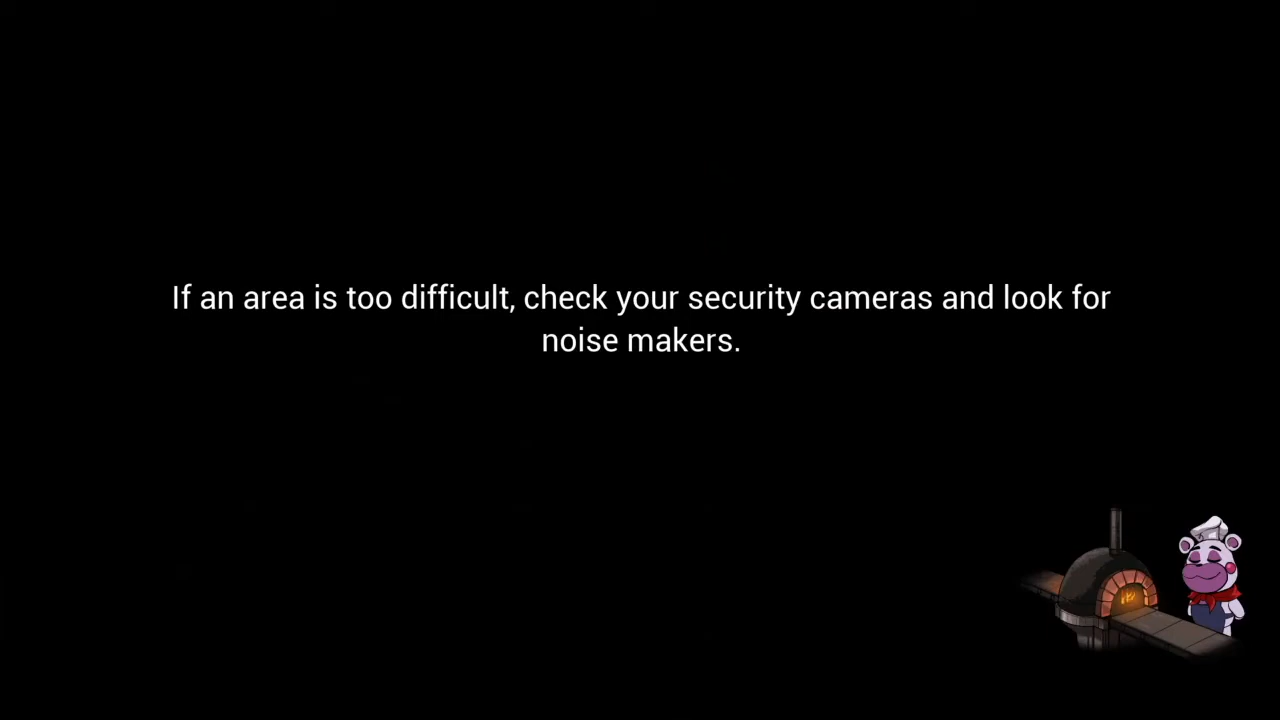 If an area is too difficult, check your security cameras and look for
noise makers.